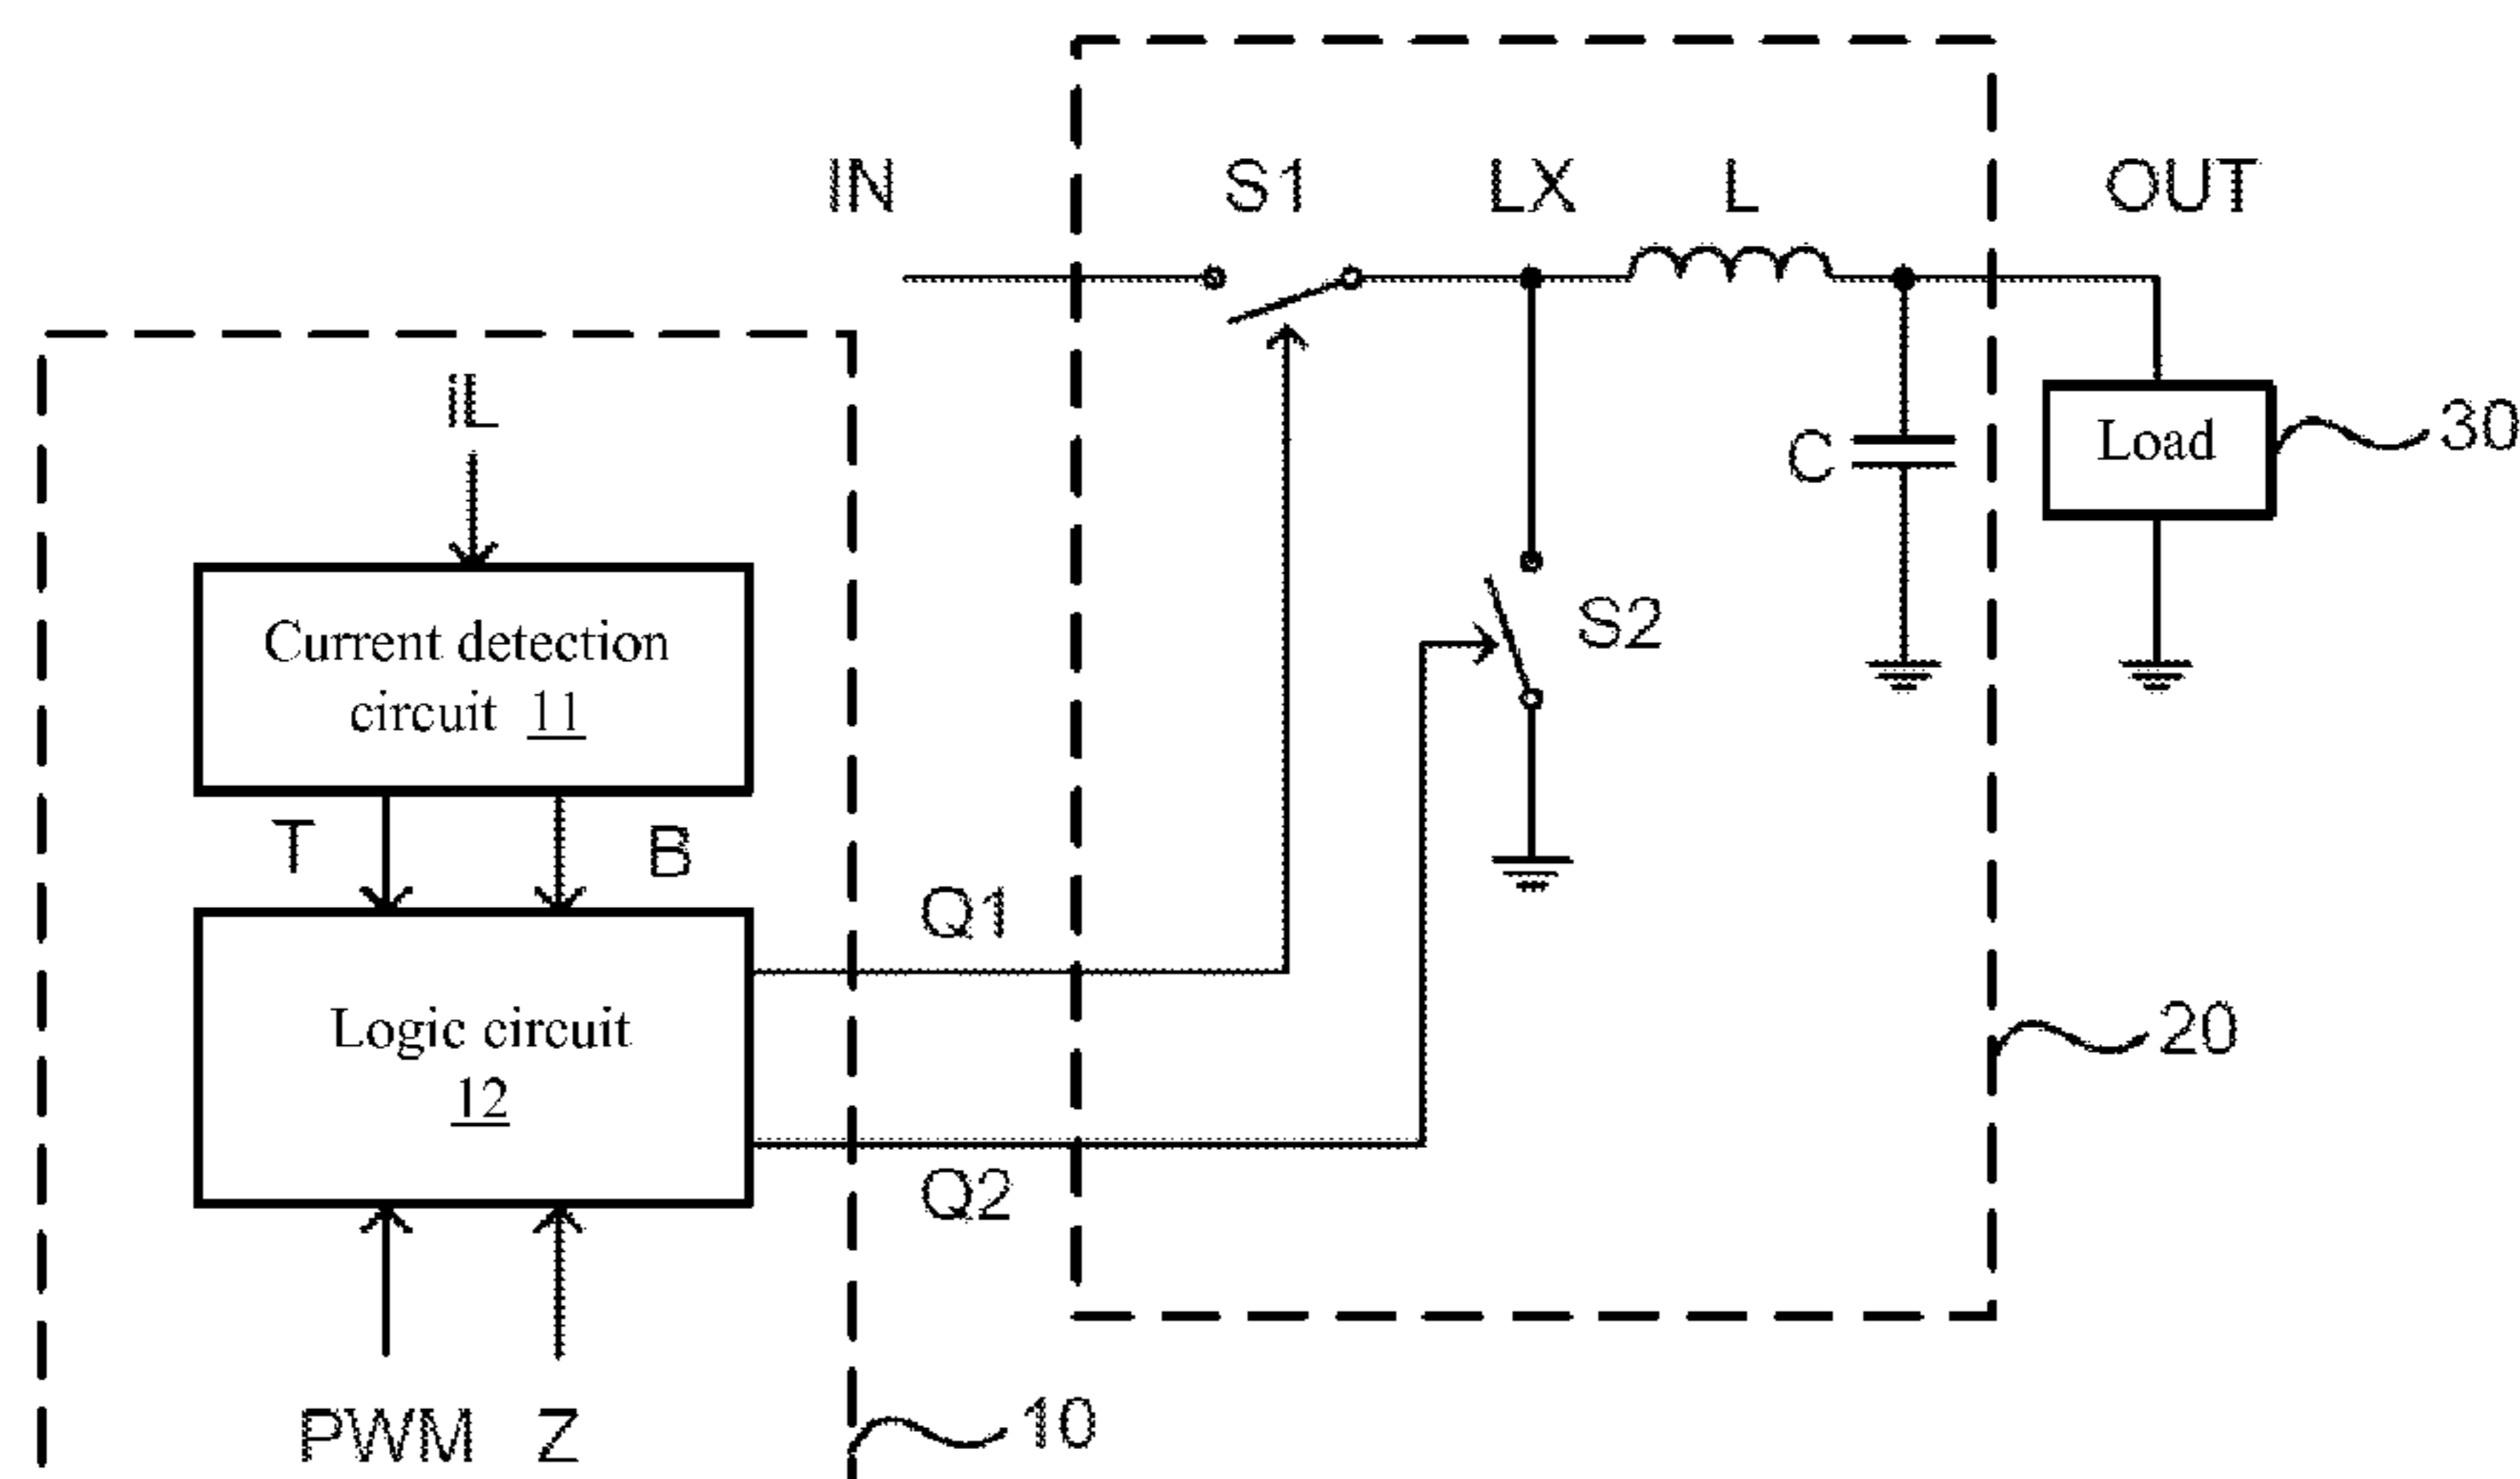 IN
S1
LX
L
OUT
iL
Load
30
C
Current detection
circuit 11
S2
T
B
Q1
Logic circuit
12
20
Q2
PWM
Z
10